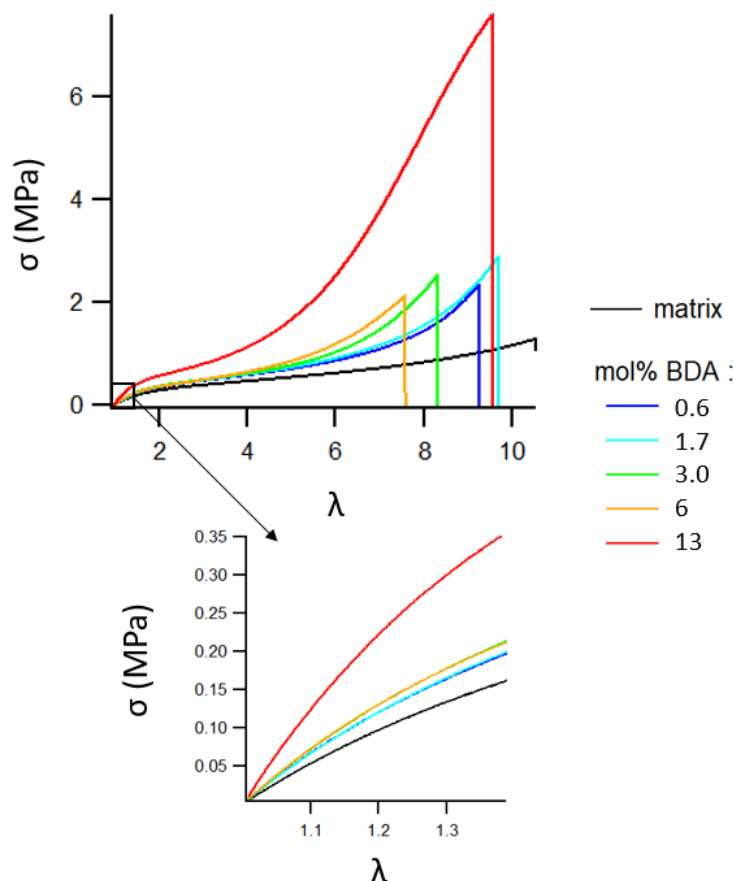 6
4
2
0
σ (MPa)
2 4 6 8 10
λ
matrix
mol% BDA :
0.6
1.7
3.0
6
13
0.35
0.30
0.25
0.20
0.15
0.10
0.05
σ (MPa)
1.1 1.2 1.3
λ